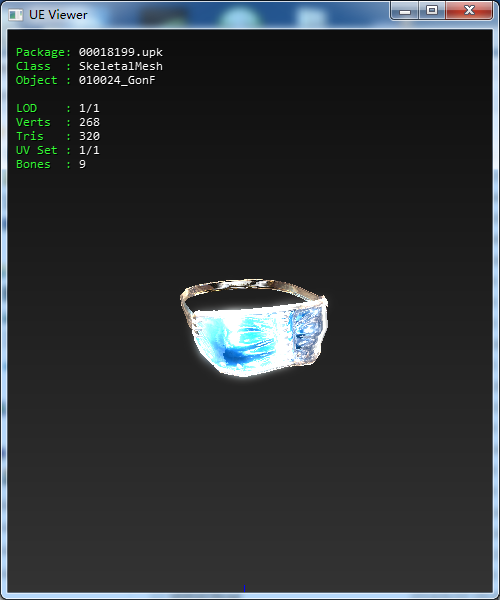 UE Viewer
Package: 00018199.upk
Class : SkeletalMesh
Object : 010024_GonF
LOD : 1/1
Verts : 268
Tris : 320
UV Set : 1/1
Bones : 9